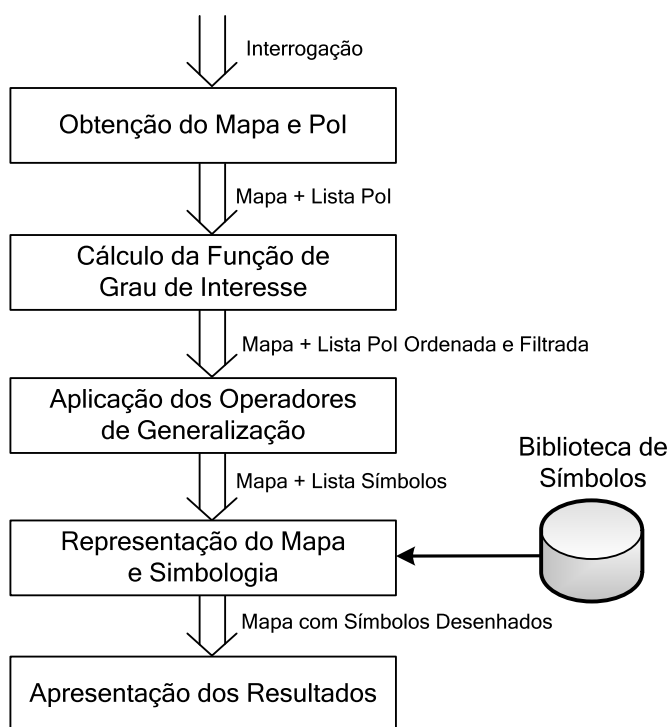 Interrogação
Obtenção do Mapa e PoI
Mapa + Lista PoI
Cálculo da Função de
Grau de Interesse
Mapa + Lista PoI Ordenada e Filtrada
Aplicação dos Operadores
de Generalização
Biblioteca de
Símbolos
Mapa + Lista Símbolos
Representação do Mapa
e Simbologia
Mapa com Símbolos Desenhados
Apresentação dos Resultados